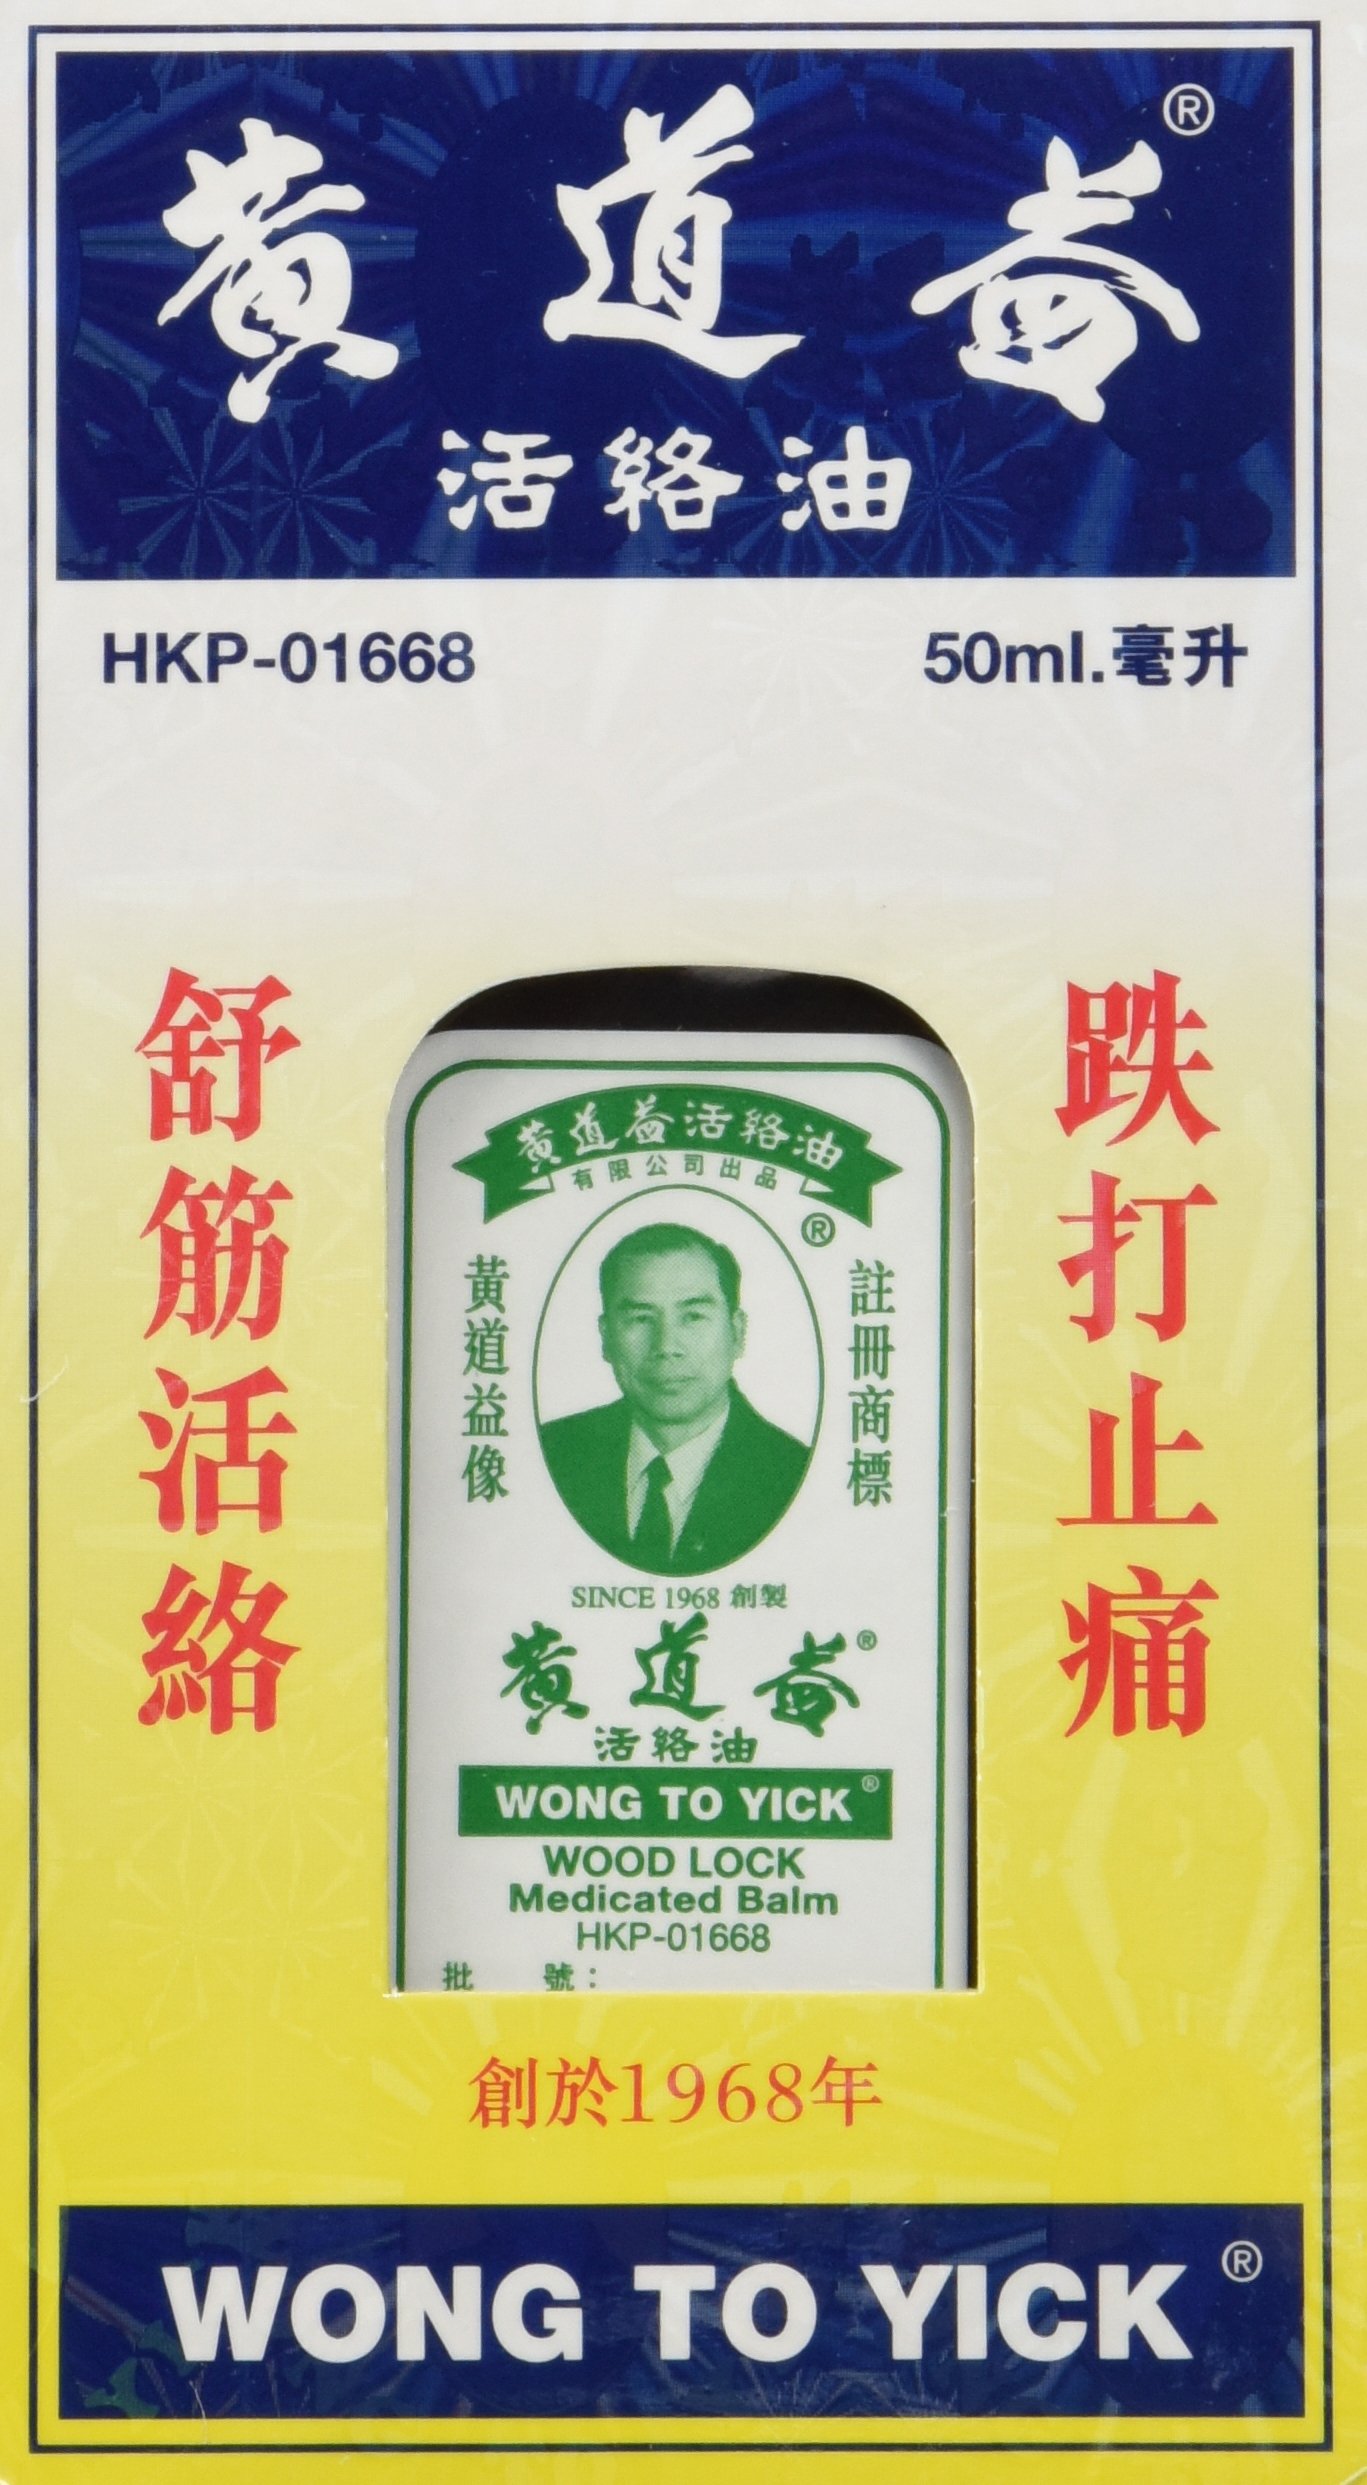 黃道益®
活絡油
HKP-01668
50ml.毫升
跌打止痛
舒筋活絡
黃道益活絡油
有限公司出品
®
註冊商標
黃道益像
SINCE 1968 創製
黃道益®
活絡油
WONG TO YICK®
WOOD LOCK
Medicated Balm
HKP-01668
批 號：
創於1968年
WONG TO YICK®